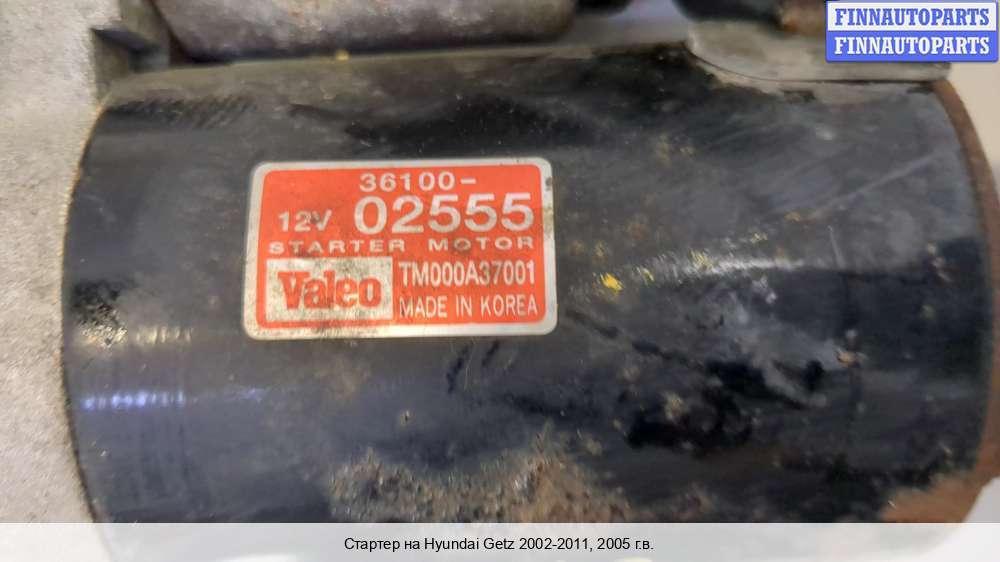 FINNAUTOPARTS
FINNAUTOPARTS
36100-
12V 02555
STARTER MOTOR
Valeo TM000A37001
MADE IN KOREA
Стартер на Hyundai Getz 2002-2011, 2005 г.в.